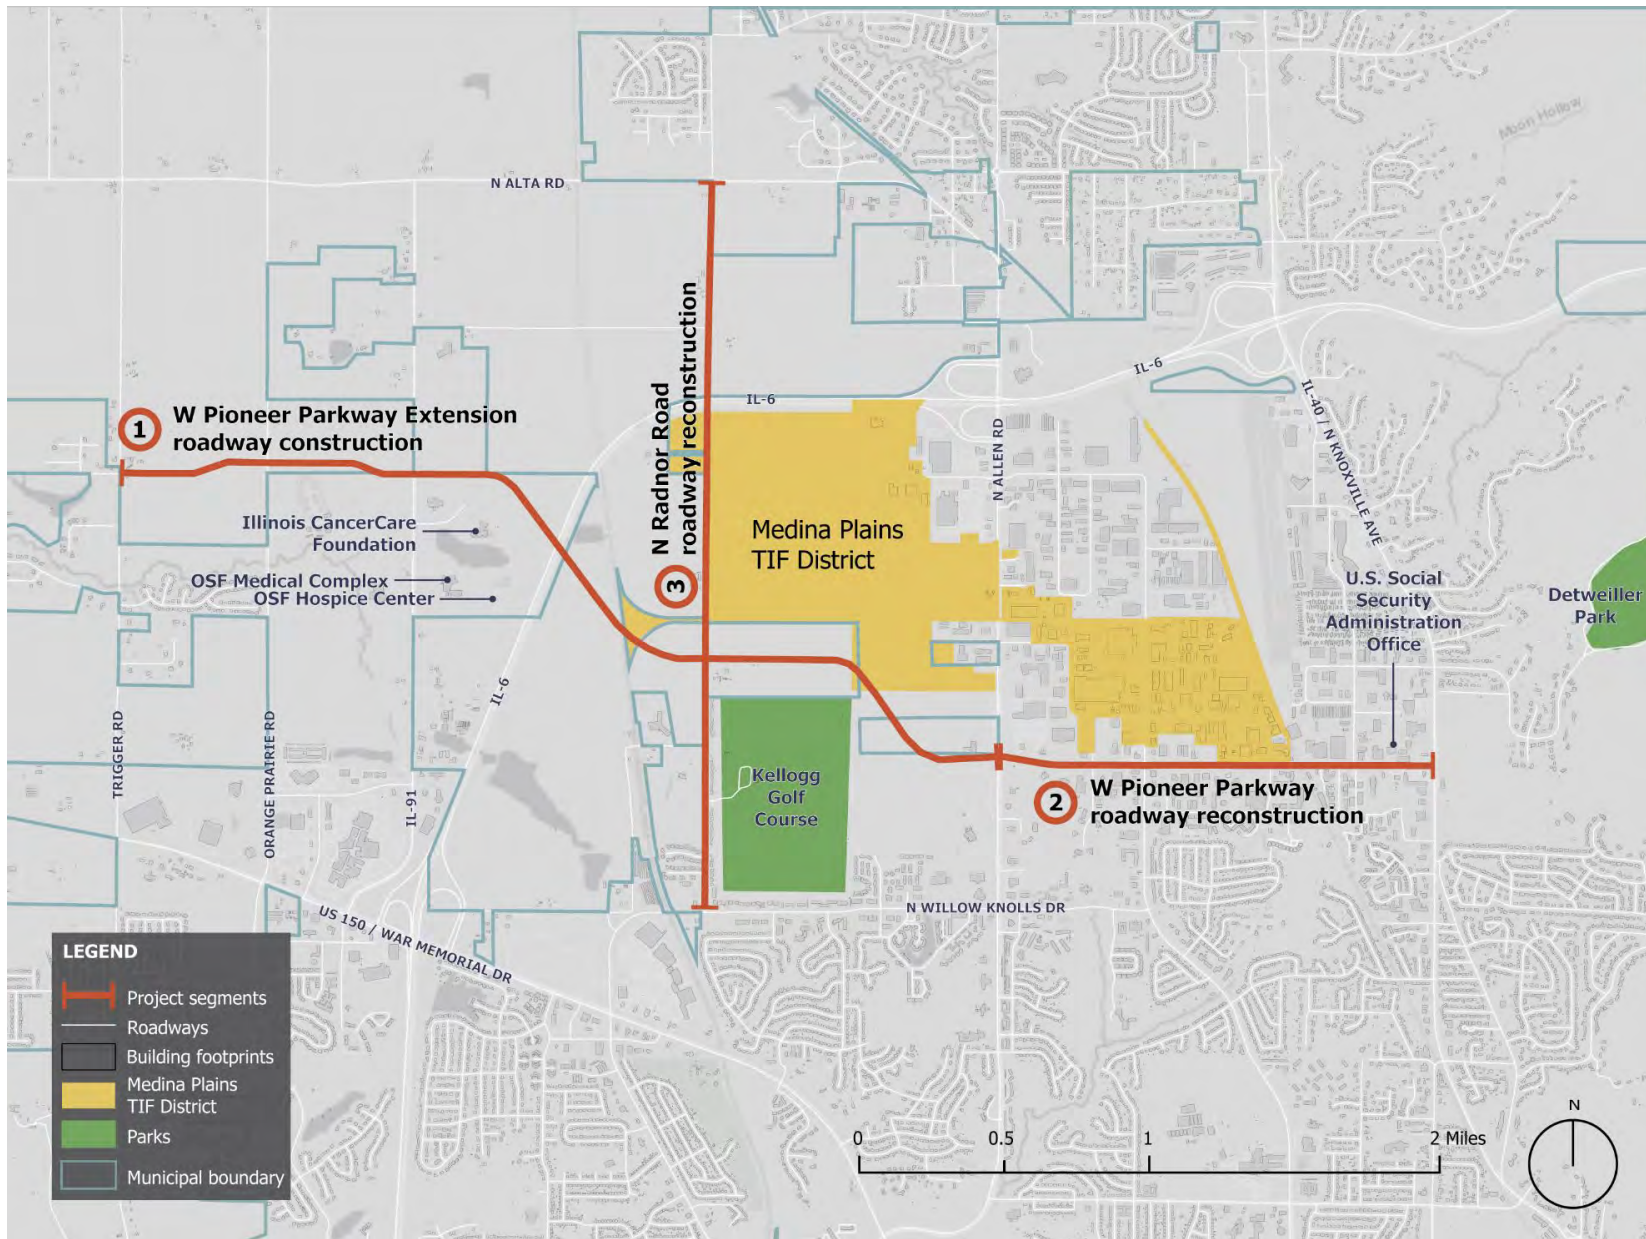 Moon Hollow
N ALTA RD
N Radnor Road
roadway reconstruction
3
IL-6
IL-6
IL-40 / N KNOXVILLE AVE
N ALLEN RD
1
W Pioneer Parkway Extension
roadway construction
Medina Plains
TIF District
Illinois CancerCare
Foundation
OSF Medical Complex
OSF Hospice Center
U.S. Social
Security
Administration
Office
Detweiller
Park
IL-6
TRIGGER RD
ORANGE PRAIRIE RD
IL-91
Kellogg
Golf
Course
2
W Pioneer Parkway
roadway reconstruction
N WILLOW KNOLLS DR
US 150 / WAR MEMORIAL DR
LEGEND
Project segments
Roadways
Building footprints
Medina Plains
TIF District
Parks
Municipal boundary
0 0.5 1 2 Miles
N